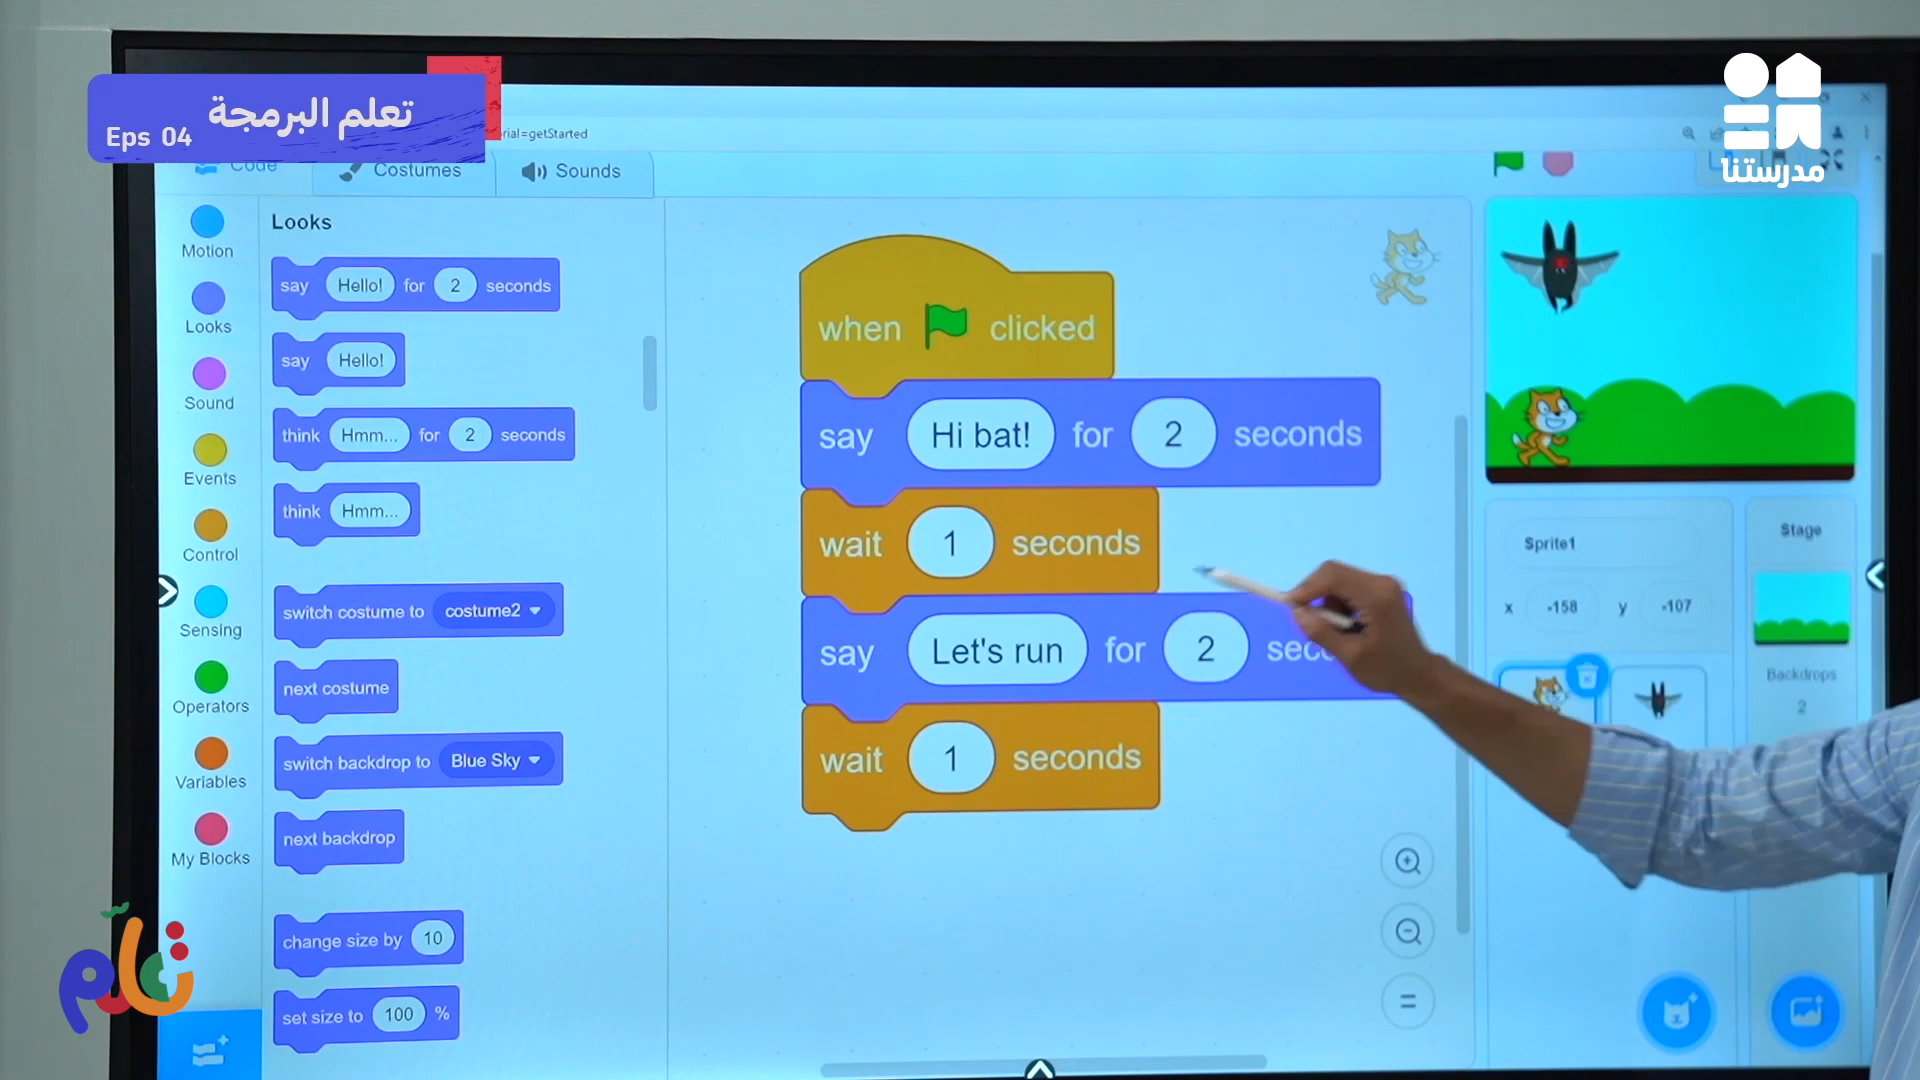 تعلم البرمجة
Eps 04
مدرستنا
rial=getStarted
Code
Costumes
Sounds
Motion
Looks
Sound
Events
Control
Sensing
Operators
Variables
My Blocks
Looks
say Hello! for 2 seconds
say Hello!
think Hmm... for 2 seconds
think Hmm...
switch costume to costume2
next costume
switch backdrop to Blue Sky
next backdrop
change size by 10
set size to 100 %
when clicked
say Hi bat! for 2 seconds
wait 1 seconds
say Let's run for 2 seco
wait 1 seconds
Sprite1
x -158 y -107
Stage
Backdrops
2
تعلم